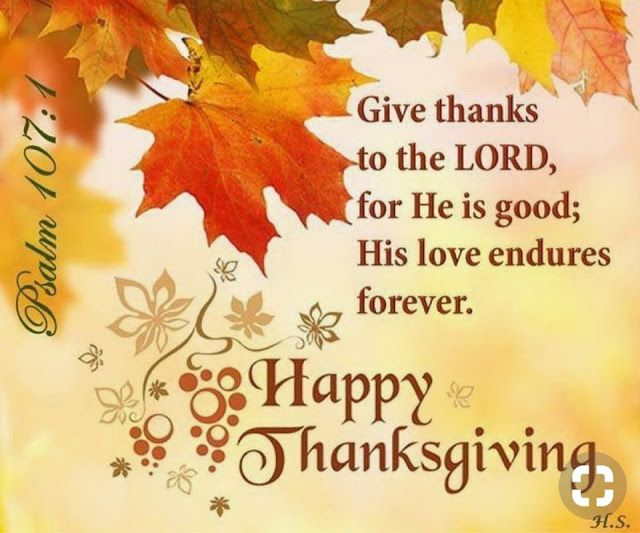 Psalm 107:1
Give thanks
to the LORD,
for He is good;
His love endures
forever.
Happy
Thanksgiving
H.S.